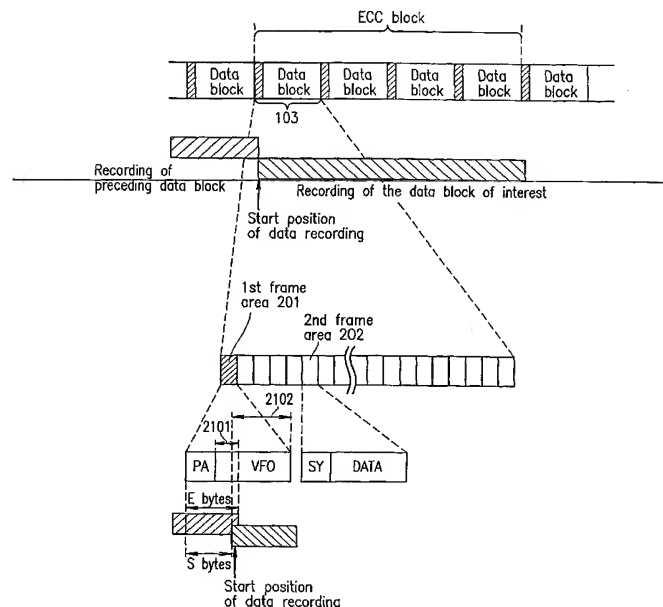 ECC block
Data block
Data block
Data block
Data block
Data block
Data block
103
Recording of
preceding data block
Recording of the data block of interest
Start position
of data recording
1st frame
area 201
2nd frame
area 202
2102
2101
PA
VFO
SY
DATA
E bytes
S bytes
Start position
of data recording